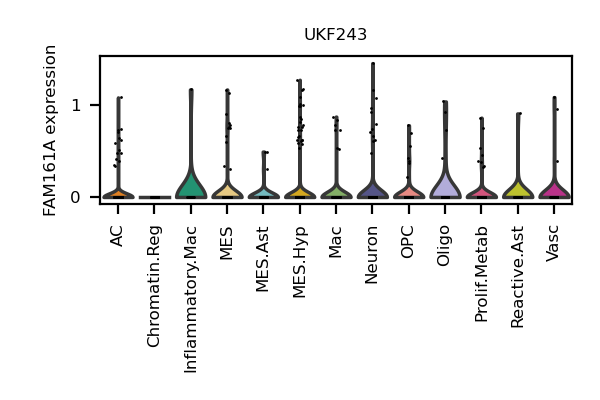 UKF243
FAM161A expression
1
0
AC
Chromatin.Reg
Inflammatory.Mac
MES
MES.Ast
MES.Hyp
Mac
Neuron
OPC
Oligo
Prolif.Metab
Reactive.Ast
Vasc